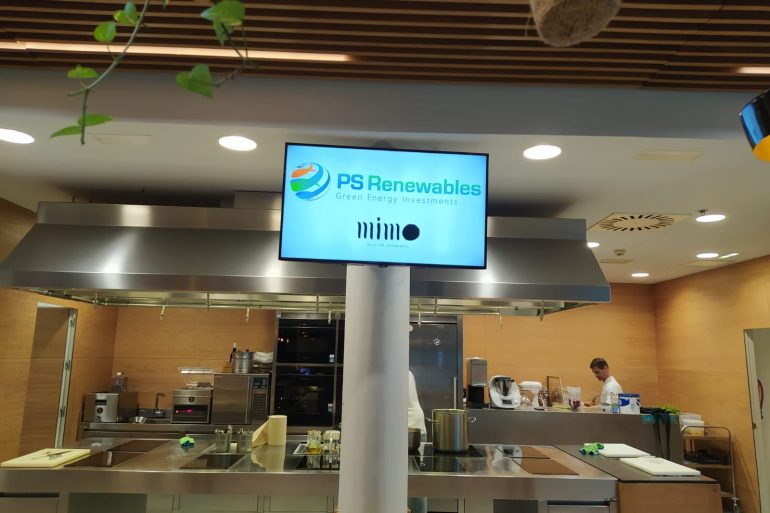 PS Renewables
Green Energy Investments
mimo